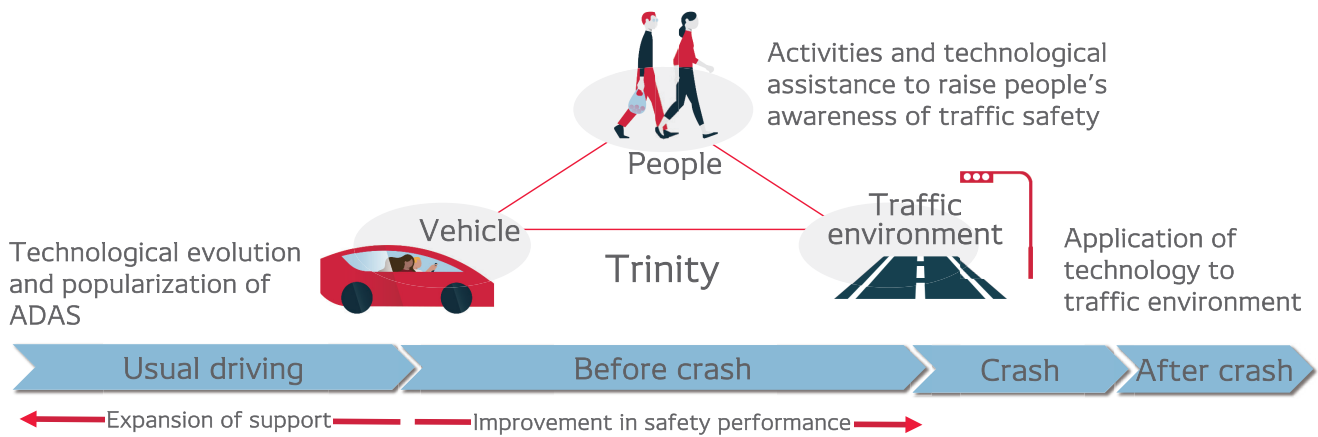 Activities and technological
assistance to raise people's
awareness of traffic safety
People
Vehicle
Traffic
environment
Trinity
Technological evolution
and popularization of
ADAS
Application of
technology to
traffic environment
Usual driving
Before crash
Crash
After crash
Expansion of support
Improvement in safety performance